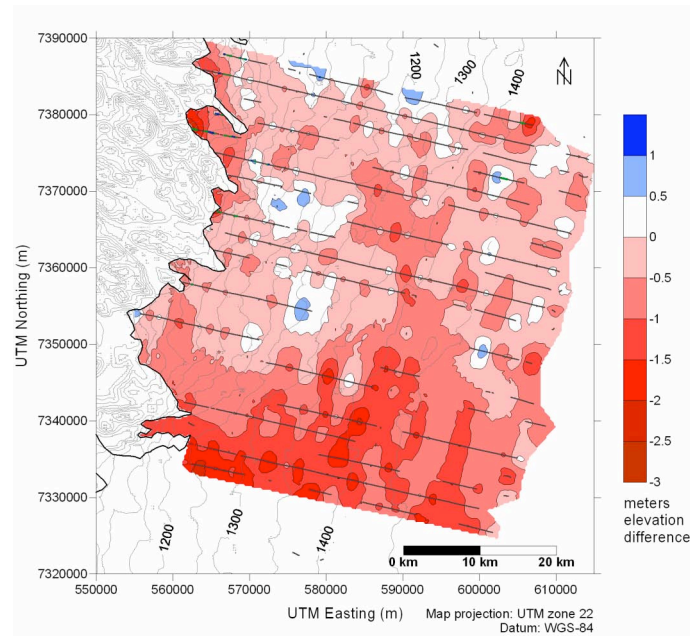 7390000
7380000
7370000
7360000
7350000
7340000
7330000
7320000
UTM Northing (m)
1200
1300
1400
N
1200
1300
1400
1
0.5
0
-0.5
-1
-1.5
-2
-2.5
-3
meters
elevation
difference
0 km 10 km 20 km
550000 560000 570000 580000 590000 600000 610000
UTM Easting (m)
Map projection: UTM zone 22
Datum: WGS-84